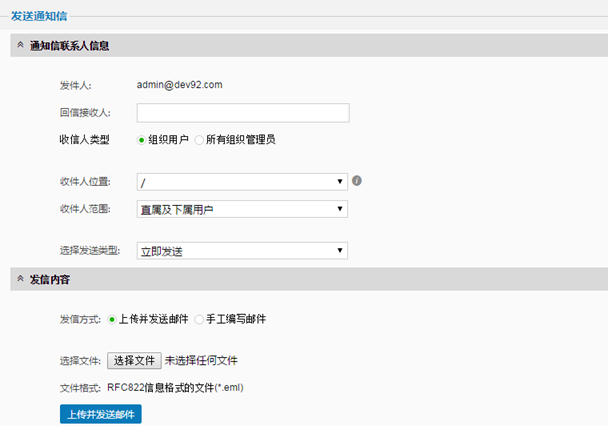 发送通知信
通知信联系人信息
发件人: admin@dev92.com
回信接收人:
收信人类型 组织用户 所有组织管理员
收件人位置: /
收件人范围: 直属及下属用户
选择发送类型: 立即发送
发信内容
发信方式: 上传并发送邮件 手工编写邮件
选择文件: 选择文件 未选择任何文件
文件格式: RFC822信息格式的文件(*.eml)
上传并发送邮件